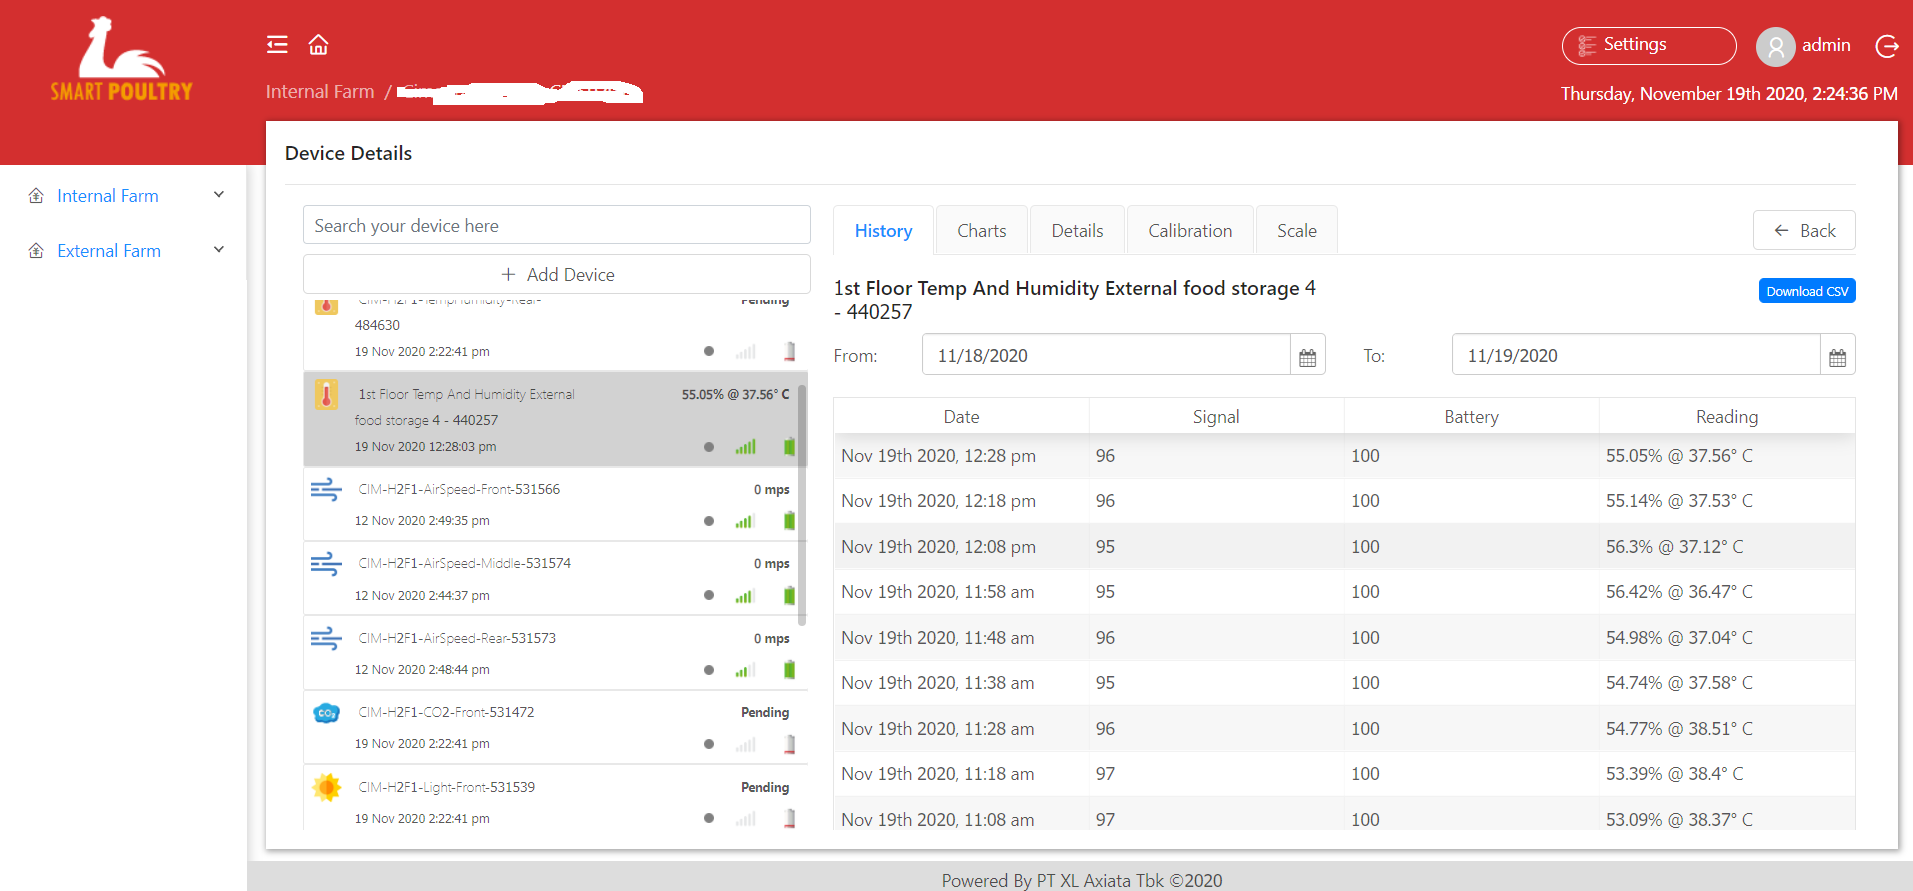 SMART POULTRY
Settings
admin
Internal Farm /
Thursday, November 19th 2020, 2:24:36 PM
Internal Farm
External Farm
Device Details
Search your device here
+ Add Device
CIM-H2F1-TempHumidity-Rear-
Pending
484630
19 Nov 2020 2:22:41 pm
1st Floor Temp And Humidity External
55.05% @ 37.56° C
food storage 4 - 440257
19 Nov 2020 12:28:03 pm
CIM-H2F1-AirSpeed-Front-531566
0 mps
12 Nov 2020 2:49:35 pm
CIM-H2F1-AirSpeed-Middle-531574
0 mps
12 Nov 2020 2:44:37 pm
CIM-H2F1-AirSpeed-Rear-531573
0 mps
12 Nov 2020 2:48:44 pm
CO2
CIM-H2F1-CO2-Front-531472
Pending
19 Nov 2020 2:22:41 pm
CIM-H2F1-Light-Front-531539
Pending
19 Nov 2020 2:22:41 pm
History Charts Details Calibration Scale
← Back
1st Floor Temp And Humidity External food storage 4
- 440257
Download CSV
From: 11/18/2020 To: 11/19/2020
Date Signal Battery Reading
Nov 19th 2020, 12:28 pm 96 100 55.05% @ 37.56° C
Nov 19th 2020, 12:18 pm 96 100 55.14% @ 37.53° C
Nov 19th 2020, 12:08 pm 95 100 56.3% @ 37.12° C
Nov 19th 2020, 11:58 am 95 100 56.42% @ 36.47° C
Nov 19th 2020, 11:48 am 96 100 54.98% @ 37.04° C
Nov 19th 2020, 11:38 am 95 100 54.74% @ 37.58° C
Nov 19th 2020, 11:28 am 96 100 54.77% @ 38.51° C
Nov 19th 2020, 11:18 am 97 100 53.39% @ 38.4° C
Nov 19th 2020, 11:08 am 97 100 53.09% @ 38.37° C
Powered By PT XL Axiata Tbk ©2020